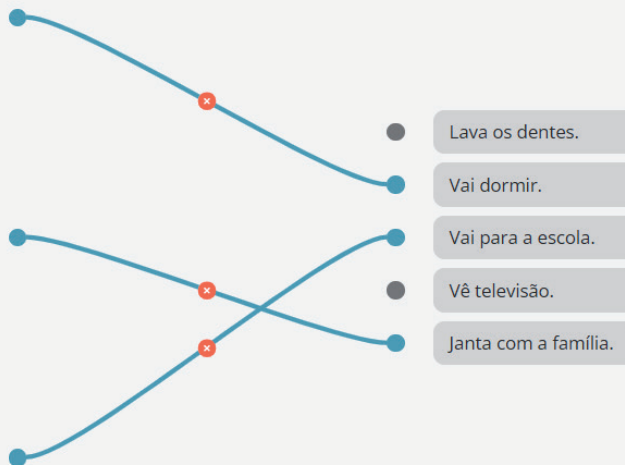 Lava os dentes.
Vai dormir.
Vai para a escola.
Vê televisão.
Janta com a família.